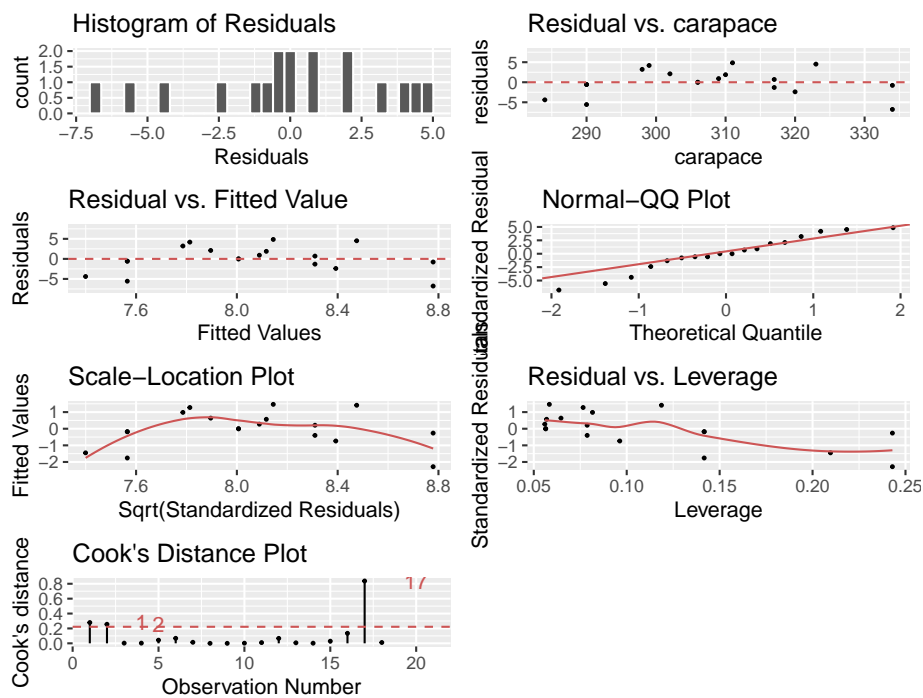 Histogram of Residuals
count
2.0
1.5
1.0
0.5
0.0
−7.5 −5.0 −2.5 0.0 2.5 5.0
Residuals
Residual vs. carapace
residuals
5
0
−5
290 300 310 320 330
carapace
Residual vs. Fitted Value
Residuals
5
0
−5
7.6 8.0 8.4 8.8
Fitted Values
Normal−QQ Plot
Standardized Residual
5.0
2.5
0.0
−2.5
−5.0
−2 −1 0 1 2
Theoretical Quantile
Scale−Location Plot
Fitted Values
1
0
−1
−2
7.6 8.0 8.4 8.8
Sqrt(Standardized Residuals)
Residual vs. Leverage
Standardized Residuals
1
0
−1
−2
0.05 0.10 0.15 0.20 0.25
Leverage
Cook's Distance Plot
Cook's distance
0.8
0.6
0.4
0.2
0.0
1 2
17
0 5 10 15 20
Observation Number